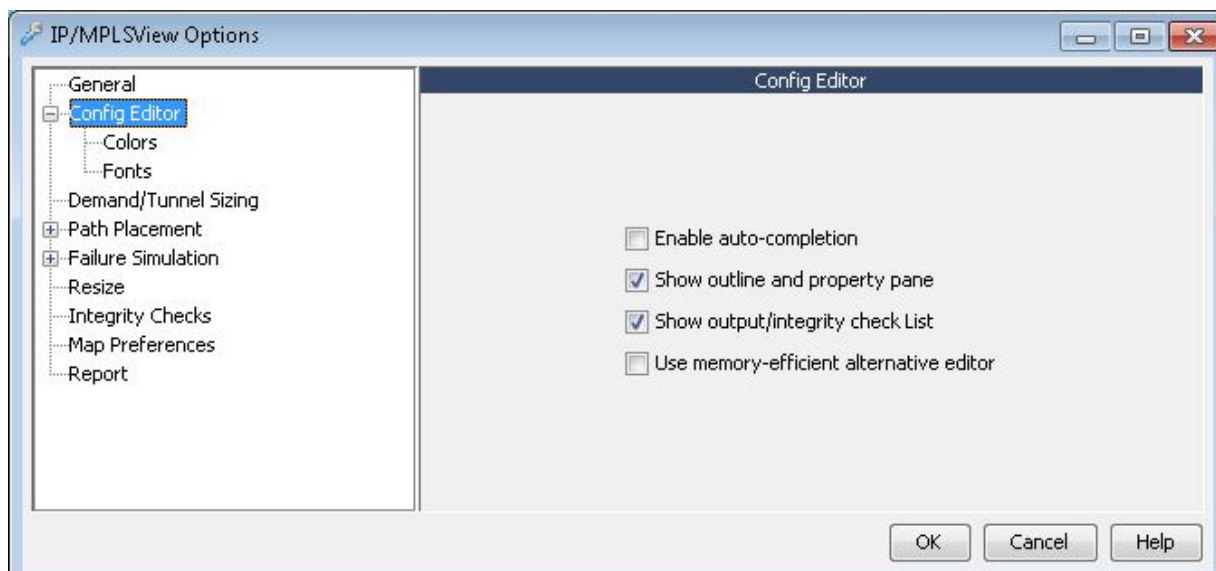 IP/MPLSView Options
General
Config Editor
Colors
Fonts
Demand/Tunnel Sizing
Path Placement
Failure Simulation
Resize
Integrity Checks
Map Preferences
Report
Config Editor
Enable auto-completion
Show outline and property pane
Show output/integrity check List
Use memory-efficient alternative editor
OK
Cancel
Help